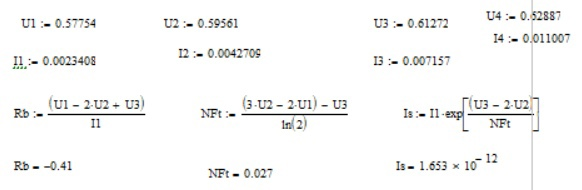 U1 := 0.57754 U2 := 0.59561 U3 := 0.61272 U4 := 0.62887
I1 := 0.0023408 I2 := 0.0042709 I3 := 0.007157 I4 := 0.011007
Rb := (U1 − 2·U2 + U3) / I1 NFt := ((3·U2 − 2·U1) − U3) / ln(2) Is := I1·exp[(U3 − 2·U2) / NFt]
Rb = −0.41 NFt = 0.027 Is = 1.653 × 10^−12